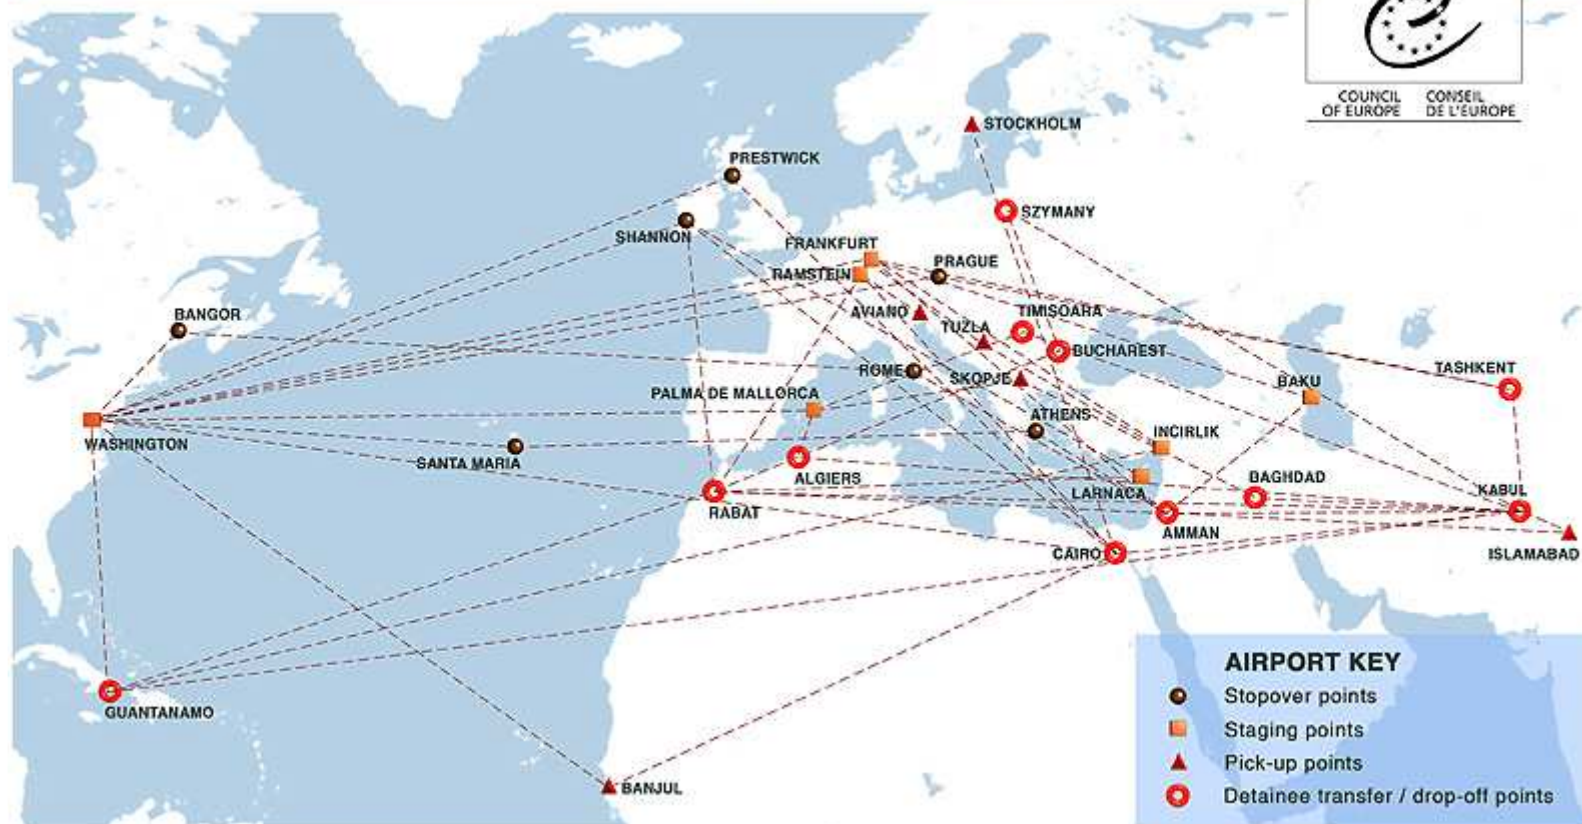 COUNCIL CONSEIL
OF EUROPE DE L'EUROPE
STOCKHOLM
PRESTWICK
SZYMANY
SHANNON
FRANKFURT
PRAGUE
RAMSTEIN
BANGOR
AVIANO
TIMISOARA
TUZLA
BUCHAREST
ROME
SKOPJE
TASHKENT
BAKU
PALMA DE MALLORCA
ATHENS
WASHINGTON
INCIRLIK
SANTA MARIA
ALGIERS
BAGHDAD
LARNACA
KABUL
RABAT
AMMAN
CAIRO
ISLAMABAD
GUANTANAMO
BANJUL
AIRPORT KEY
Stopover points
Staging points
Pick-up points
Detainee transfer / drop-off points